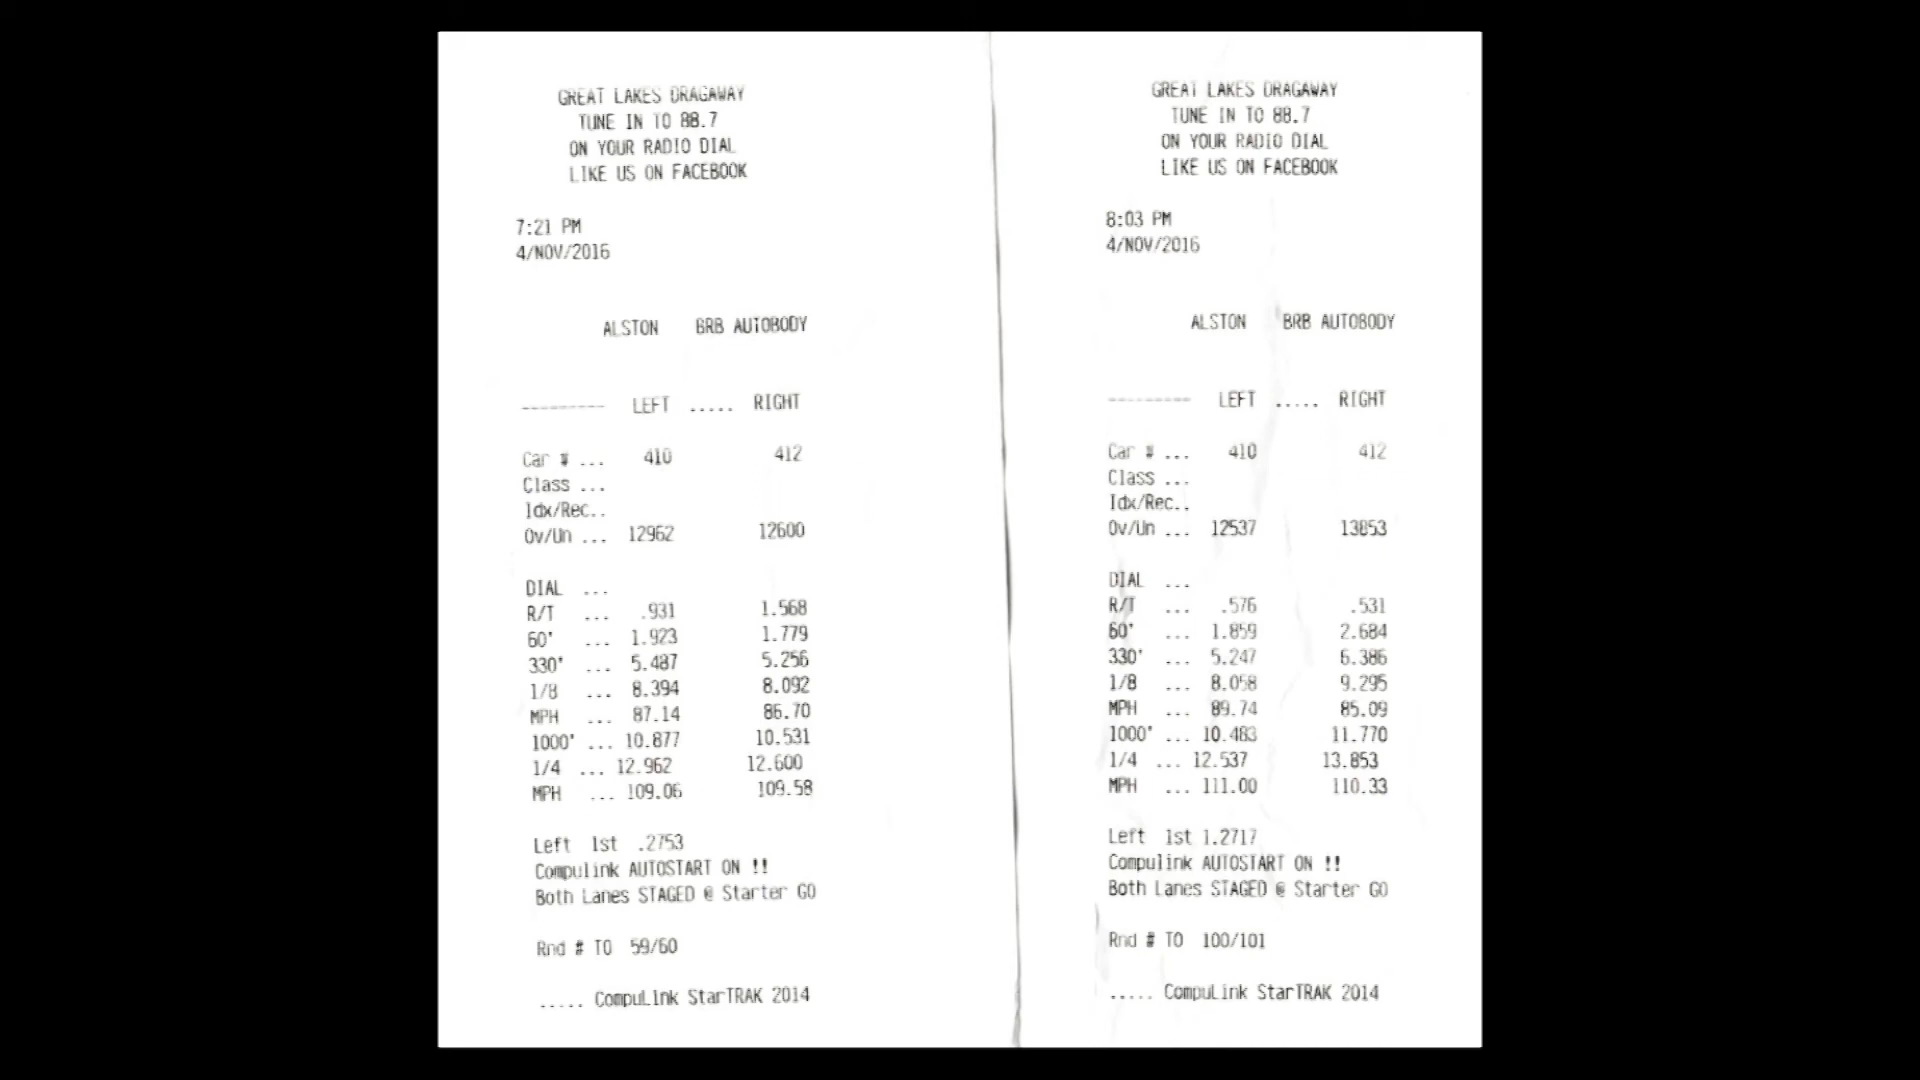 GREAT LAKES DRAGAWAY
TUNE IN TO 88.7
ON YOUR RADIO DIAL
LIKE US ON FACEBOOK
7:21 PM
4/NOV/2016
ALSTON BRB AUTOBODY
--------- LEFT ..... RIGHT
Car # ... 410 412
Class ...
Idx/Rec..
Ov/Un ... 12962 12600
DIAL ...
R/T ... .931 1.568
60' ... 1.923 1.779
330' ... 5.487 5.256
1/8 ... 8.394 8.092
MPH ... 87.14 86.70
1000' ... 10.877 10.531
1/4 ... 12.962 12.600
MPH ... 109.06 109.58
Left 1st .2753
Compulink AUTOSTART ON !!
Both Lanes STAGED @ Starter GO
Rnd # TO 59/60
..... CompuLink StarTRAK 2014
GREAT LAKES DRAGAWAY
TUNE IN TO 88.7
ON YOUR RADIO DIAL
LIKE US ON FACEBOOK
8:03 PM
4/NOV/2016
ALSTON BRB AUTOBODY
--------- LEFT ..... RIGHT
Car # ... 410 412
Class ...
Idx/Rec..
Ov/Un ... 12537 13853
DIAL ...
R/T ... .576 .531
60' ... 1.859 2.684
330' ... 5.247 6.386
1/8 ... 8.058 9.295
MPH ... 89.74 85.09
1000' ... 10.483 11.770
1/4 ... 12.537 13.853
MPH ... 111.00 110.33
Left 1st 1.2717
Compulink AUTOSTART ON !!
Both Lanes STAGED @ Starter GO
Rnd # TO 100/101
..... CompuLink StarTRAK 2014